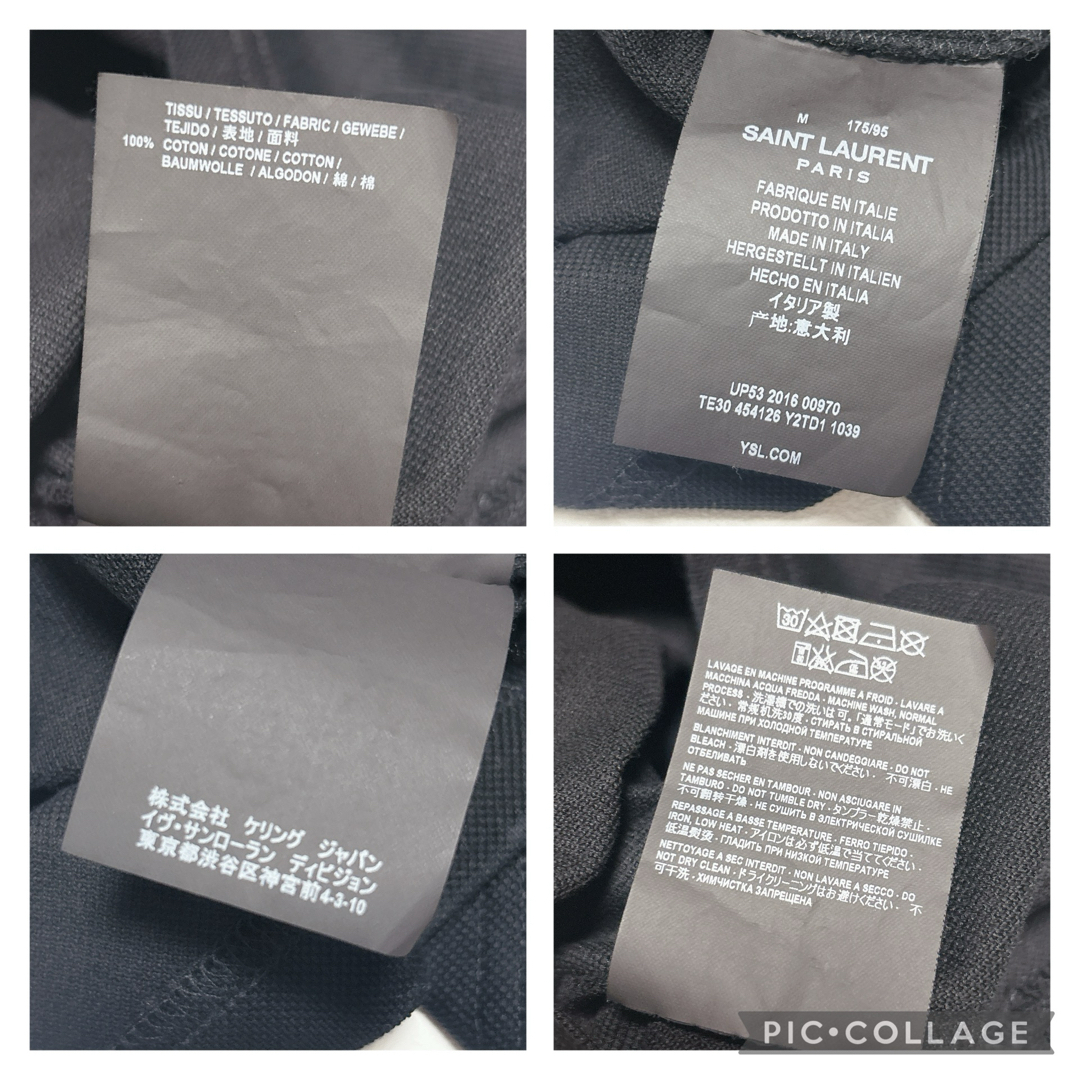 TISSU / TESSUTO / FABRIC / GEWEBE /
TEJIDO / 表地 / 面料
100% COTON / COTONE / COTTON /
BAUMWOLLE / ALGODON / 綿 / 棉
M 175/95
SAINT LAURENT
PARIS
FABRIQUE EN ITALIE
PRODOTTO IN ITALIA
MADE IN ITALY
HERGESTELLT IN ITALIEN
HECHO EN ITALIA
イタリア製
产地:意大利
UP53 2016 00970
TE30 454126 Y2TD1 1039
YSL.COM
株式会社 ケリング ジャパン
イヴ・サンローラン ディビジョン
東京都渋谷区神宮前4-3-10
30
LAVAGE EN MACHINE PROGRAMME A FROID - LAVARE A
MACCHINA ACQUA FREDDA - MACHINE WASH, NORMAL
PROCESS - 洗濯機での洗いは可。「通常モード」でお洗いく
ださい - 常规机洗30度 - СТИРАТЬ В СТИРАЛЬНОЙ
МАШИНЕ ПРИ ХОЛОДНОЙ ТЕМПЕРАТУРЕ
BLANCHIMENT INTERDIT - NON CANDEGGIARE - DO NOT
BLEACH - 漂白剤を使用しないでください - 不可漂白 - НЕ
ОТБЕЛИВАТЬ
NE PAS SECHER EN TAMBOUR - NON ASCIUGARE IN
TAMBURO - DO NOT TUMBLE DRY - タンブラー乾燥禁止 -
不可翻转干燥 - НЕ СУШИТЬ В ЭЛЕКТРИЧЕСКОЙ СУШИЛКЕ
REPASSAGE A BASSE TEMPERATURE - FERRO TIEPIDO -
IRON, LOW HEAT - アイロンは必ず低温で当ててください -
低温熨烫 - ГЛАДИТЬ ПРИ НИЗКОЙ ТЕМПЕРАТУРЕ
NETTOYAGE A SEC INTERDIT - NON LAVARE A SECCO - DO
NOT DRY CLEAN - ドライクリーニングはお避けください - 不
可干洗 - ХИМЧИСТКА ЗАПРЕЩЕНА
PIC•COLLAGE